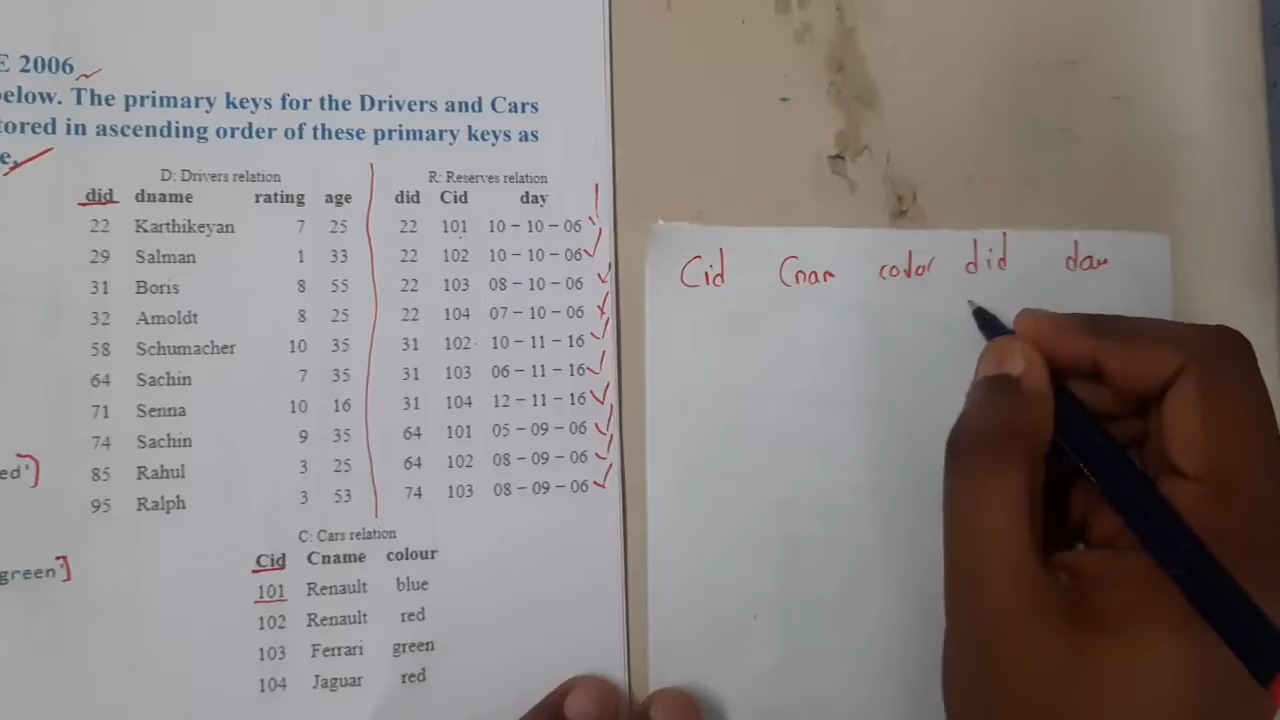 E 2006
elow. The primary keys for the Drivers and Cars
tored in ascending order of these primary keys as
e,
D: Drivers relation
did dname rating age
22 Karthikeyan 7 25
29 Salman 1 33
31 Boris 8 55
32 Amoldt 8 25
58 Schumacher 10 35
64 Sachin 7 35
71 Senna 10 16
74 Sachin 9 35
85 Rahul 3 25
95 Ralph 3 53
R: Reserves relation
did Cid day
22 101 10 – 10 – 06
22 102 10 – 10 – 06
22 103 08 – 10 – 06
22 104 07 – 10 – 06
31 102 10 – 11 – 16
31 103 06 – 11 – 16
31 104 12 – 11 – 16
64 101 05 – 09 – 06
64 102 08 – 09 – 06
74 103 08 – 09 – 06
ed')
green')
C: Cars relation
Cid Cname colour
101 Renault blue
102 Renault red
103 Ferrari green
104 Jaguar red
Cid Cnam color did day